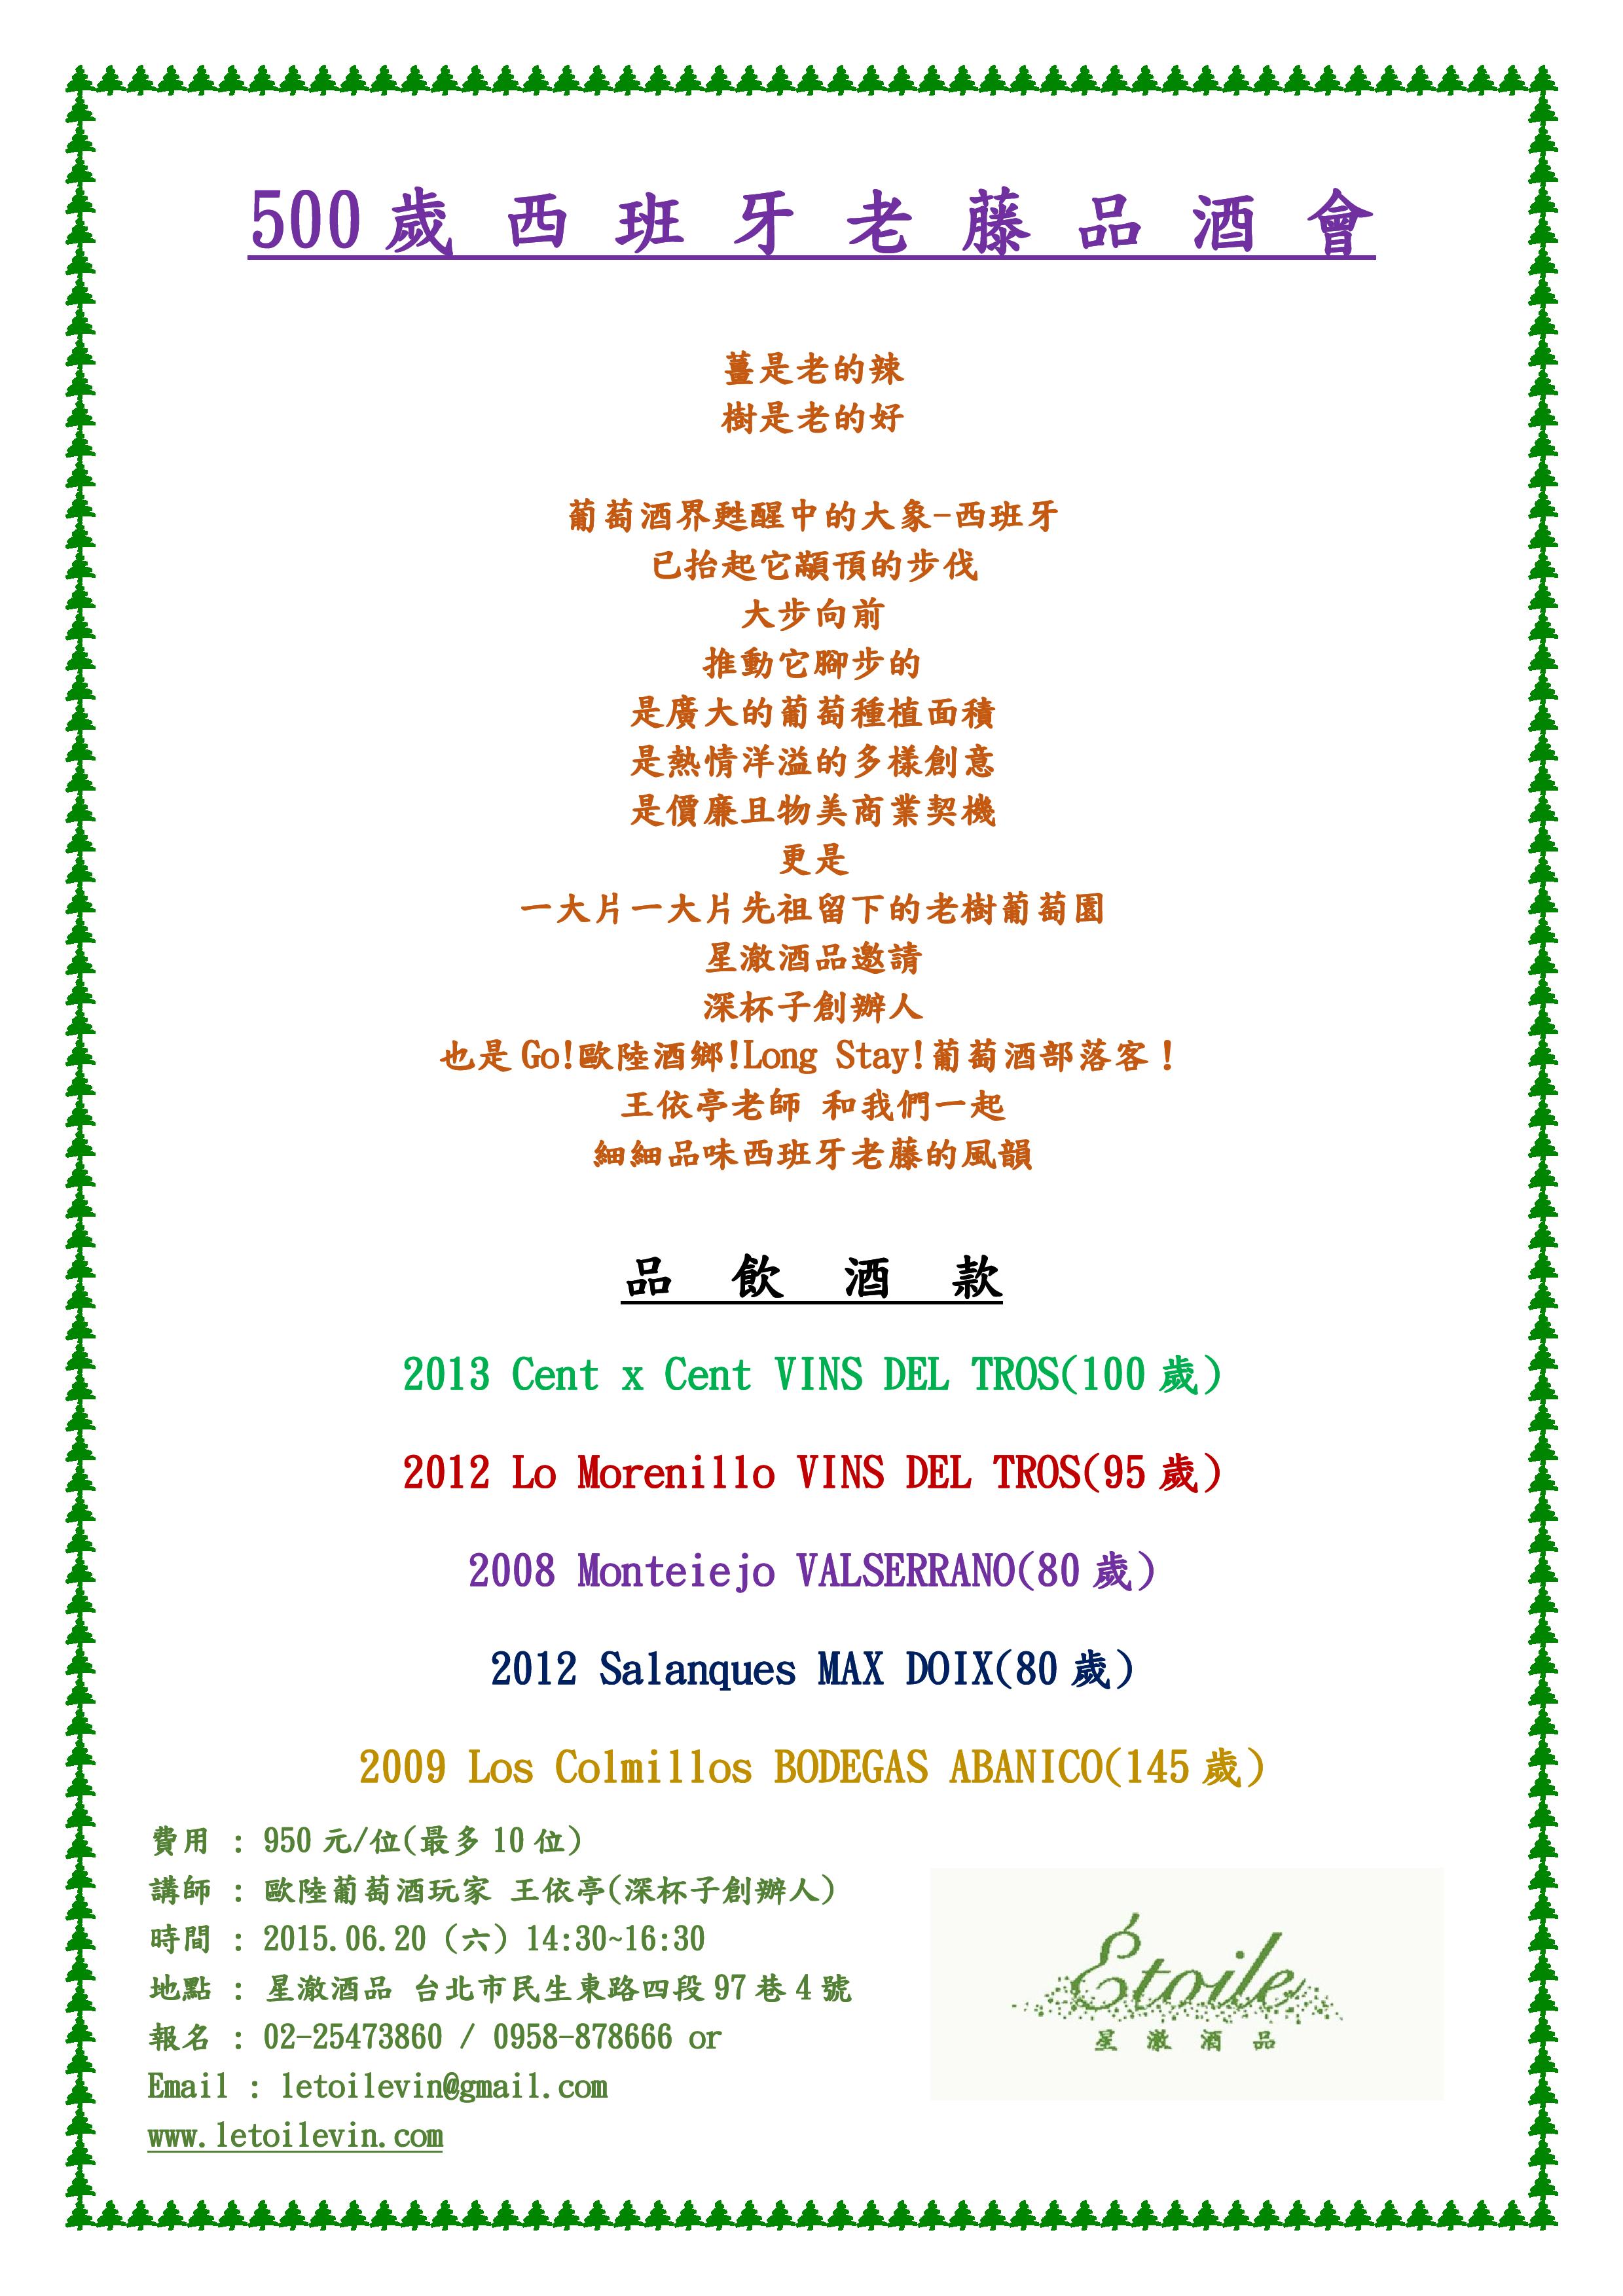 500歲西班牙老藤品酒會
薑是老的辣
樹是老的好
葡萄酒界甦醒中的大象-西班牙
已抬起它顢頇的步伐
大步向前
推動它腳步的
是廣大的葡萄種植面積
是熱情洋溢的多樣創意
是價廉且物美商業契機
更是
一大片一大片先祖留下的老樹葡萄園
星澈酒品邀請
深杯子創辦人
也是Go!歐陸酒鄉!Long Stay!葡萄酒部落客!
王依亭老師 和我們一起
細細品味西班牙老藤的風韻
品飲酒款
2013 Cent x Cent VINS DEL TROS(100歲)
2012 Lo Morenillo VINS DEL TROS(95歲)
2008 Monteiejo VALSERRANO(80歲)
2012 Salanques MAX DOIX(80歲)
2009 Los Colmillos BODEGAS ABANICO(145歲)
費用 : 950元/位(最多10位)
講師 : 歐陸葡萄酒玩家 王依亭(深杯子創辦人)
時間 : 2015.06.20 (六) 14:30~16:30
地點 : 星澈酒品 台北市民生東路四段97巷4號
報名 : 02-25473860 / 0958-878666 or
Email : letoilevin@gmail.com
www.letoilevin.com
Étoile
星澈酒品